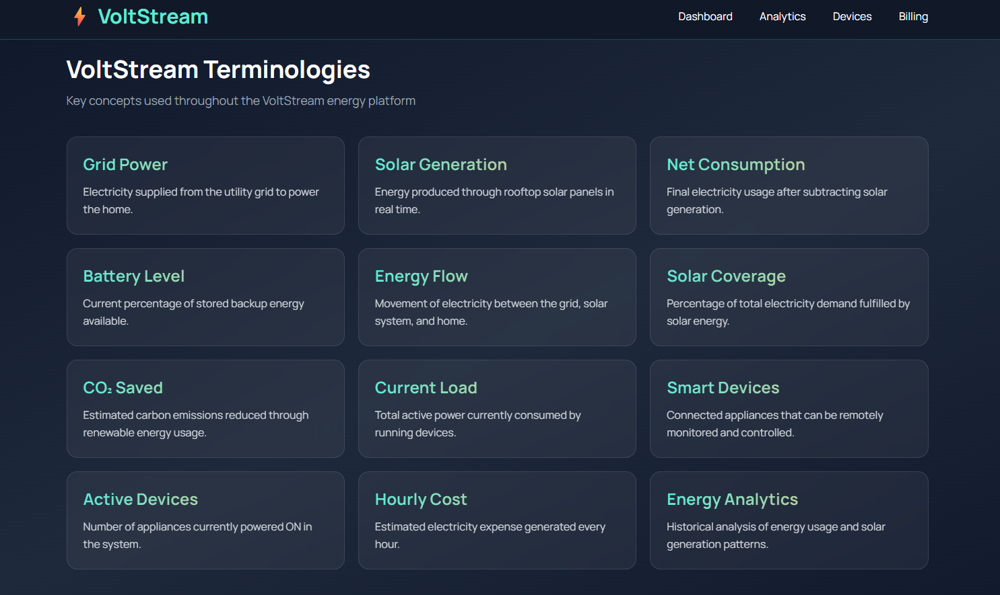 VoltStream
Dashboard Analytics Devices Billing
VoltStream Terminologies
Key concepts used throughout the VoltStream energy platform
Grid Power
Electricity supplied from the utility grid to power
the home.
Solar Generation
Energy produced through rooftop solar panels in
real time.
Net Consumption
Final electricity usage after subtracting solar
generation.
Battery Level
Current percentage of stored backup energy
available.
Energy Flow
Movement of electricity between the grid, solar
system, and home.
Solar Coverage
Percentage of total electricity demand fulfilled by
solar energy.
CO₂ Saved
Estimated carbon emissions reduced through
renewable energy usage.
Current Load
Total active power currently consumed by
running devices.
Smart Devices
Connected appliances that can be remotely
monitored and controlled.
Active Devices
Number of appliances currently powered ON in
the system.
Hourly Cost
Estimated electricity expense generated every
hour.
Energy Analytics
Historical analysis of energy usage and solar
generation patterns.